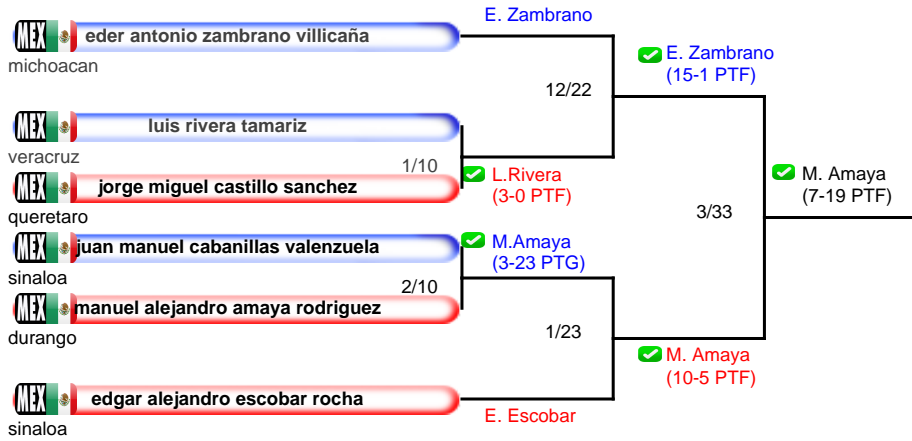 E. Zambrano
MEX eder antonio zambrano villicaña
michoacan
E. Zambrano
(15-1 PTF)
12/22
MEX luis rivera tamariz
veracruz
1/10
L.Rivera
(3-0 PTF)
MEX jorge miguel castillo sanchez
queretaro
M. Amaya
(7-19 PTF)
3/33
MEX juan manuel cabanillas valenzuela
sinaloa
M.Amaya
(3-23 PTG)
2/10
MEX manuel alejandro amaya rodriguez
durango
1/23
M. Amaya
(10-5 PTF)
MEX edgar alejandro escobar rocha
sinaloa
E. Escobar